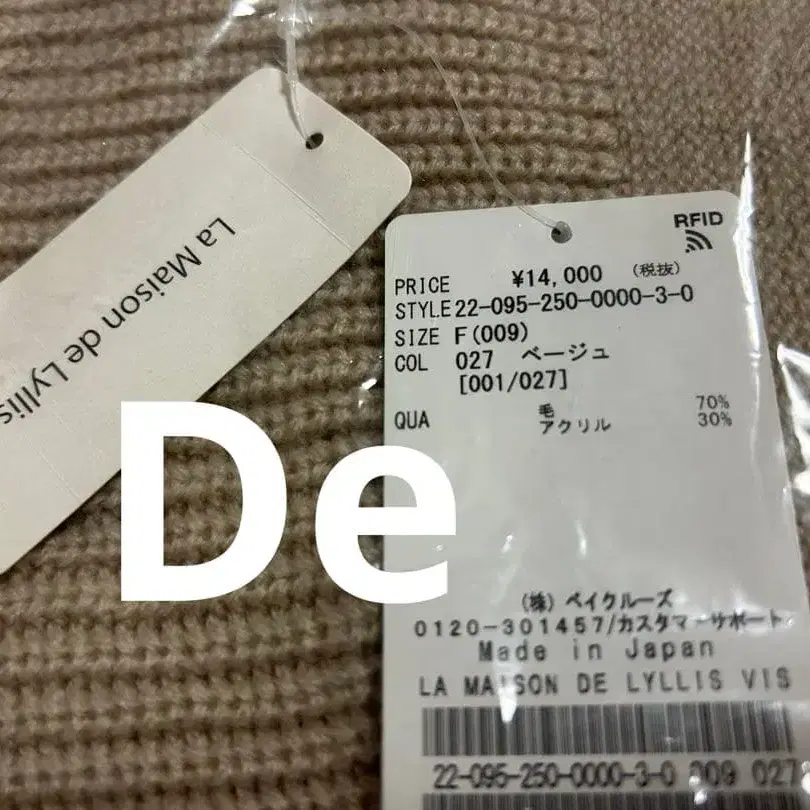 La Maison de Lyllis
RFID
PRICE ¥14,000 (税抜)
STYLE 22-095-250-0000-3-0
SIZE F(009)
COL 027 ベージュ
[001/027]
QUA 毛 70%
アクリル 30%
De
(株) ベイクルーズ
0120-301457/カスタマーサポート
Made in Japan
LA MAISON DE LYLLIS VIS
22-095-250-0000-3-0 009 027